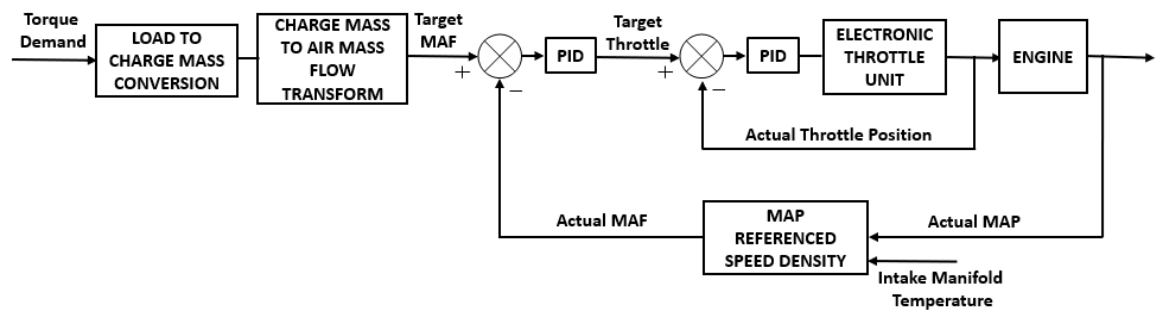 Torque
Demand
LOAD TO
CHARGE MASS
CONVERSION
CHARGE MASS
TO AIR MASS
FLOW
TRANSFORM
Target
MAF
+
−
PID
Target
Throttle
+
−
PID
ELECTRONIC
THROTTLE
UNIT
ENGINE
Actual Throttle Position
Actual MAF
MAP
REFERENCED
SPEED DENSITY
Actual MAP
Intake Manifold
Temperature